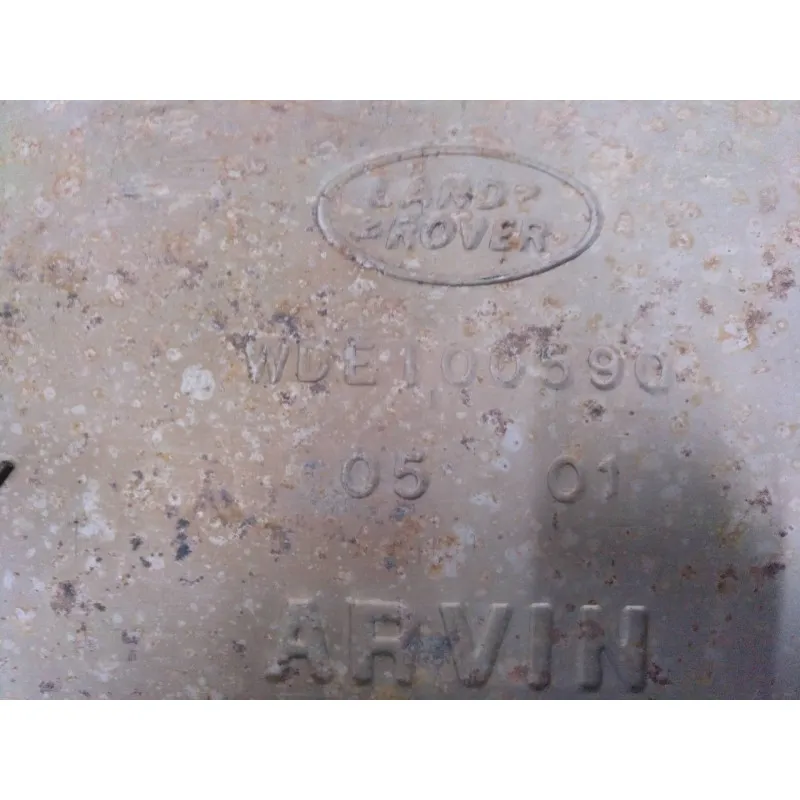 LAND
ROVER
WDE100590
05 01
ARVIN